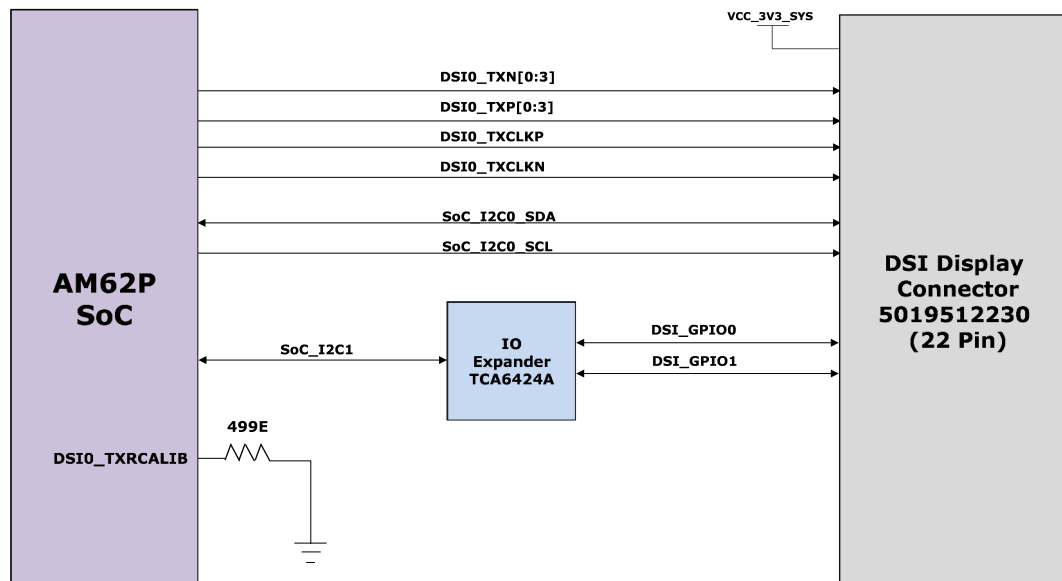 VCC_3V3_SYS
DSI0_TXN[0:3]
DSI0_TXP[0:3]
DSI0_TXCLKP
DSI0_TXCLKN
SoC_I2C0_SDA
SoC_I2C0_SCL
AM62P
SoC
DSI Display
Connector
5019512230
(22 Pin)
SoC_I2C1
IO
Expander
TCA6424A
DSI_GPIO0
DSI_GPIO1
499E
DSI0_TXRCALIB